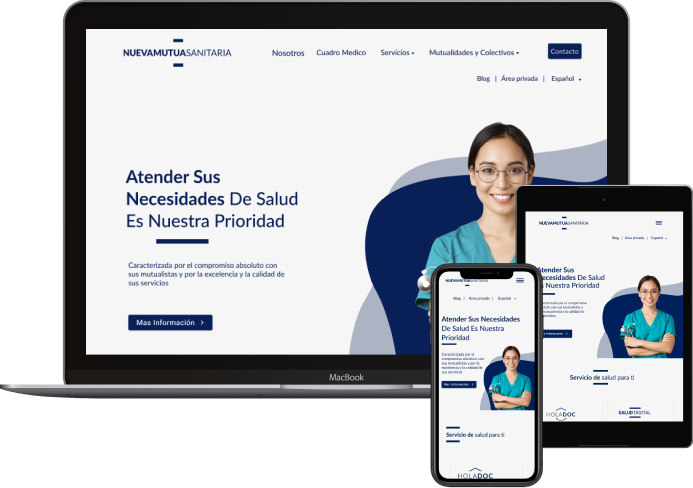 NUEVAMUTUASANITARIA
Nosotros Cuadro Medico Servicios Mutualidades y Colectivos Contacto
Blog | Área privada | Español
Atender Sus
Necesidades De Salud
Es Nuestra Prioridad
Caracterizada por el compromiso absoluto con
sus mutualistas y por la excelencia y la calidad de
sus servicios
Mas Información >
MacBook
NUEVAMUTUASANITARIA
Blog | Área privada | Español
Atender Sus
Necesidades De Salud
Es Nuestra Prioridad
Servicio de salud para ti
HOLADOC
SALUD DIGITAL
NUEVAMUTUASANITARIA
Blog | Área privada | Español
Atender Sus Necesidades
De Salud Es Nuestra
Prioridad
Caracterizada por el
compromiso absoluto con
sus mutualistas y por la
excelencia y la calidad de
sus servicios
Mas Información >
Servicio de salud para ti
HOLADOC